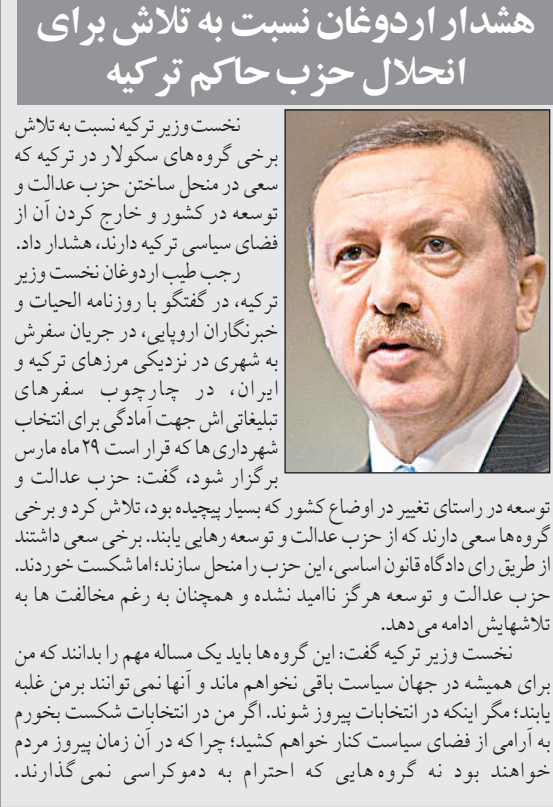 هشدار اردوغان نسبت به تلاش برای
انحلال حزب حاکم ترکیه
نخست‌وزیر ترکیه نسبت به تلاش
برخی گروه‌های سکولار در ترکیه که
سعی در منحل ساختن حزب عدالت و
توسعه در کشور و خارج کردن آن از
فضای سیاسی ترکیه دارند، هشدار داد.
رجب طیب اردوغان نخست وزیر
ترکیه، در گفتگو با روزنامه الحیات و
خبرنگاران اروپایی، در جریان سفرش
به شهری در نزدیکی مرزهای ترکیه و
ایران، در چارچوب سفرهای
تبلیغاتی‌اش جهت آمادگی برای انتخاب
شهرداری‌ها که قرار است ۲۹ ماه مارس
برگزار شود، گفت: حزب عدالت و
توسعه در راستای تغییر در اوضاع کشور که بسیار پیچیده بود، تلاش کرد و برخی
گروه‌ها سعی دارند که از حزب عدالت و توسعه رهایی یابند. برخی سعی داشتند
از طریق رای دادگاه قانون اساسی، این حزب را منحل سازند؛ اما شکست خوردند.
حزب عدالت و توسعه هرگز ناامید نشده و همچنان به رغم مخالفت ها به
تلاشهایش ادامه می‌دهد.
نخست وزیر ترکیه گفت: این گروه‌ها باید یک مساله مهم را بدانند که من
برای همیشه در جهان سیاست باقی نخواهم ماند و آنها نمی‌توانند برمن غلبه
یابند؛ مگر اینکه در انتخابات پیروز شوند. اگر من در انتخابات شکست بخورم
به آرامی از فضای سیاست کنار خواهم کشید؛ چرا که در آن زمان پیروز مردم
خواهند بود نه گروه‌هایی که احترام به دموکراسی نمی‌گذارند.